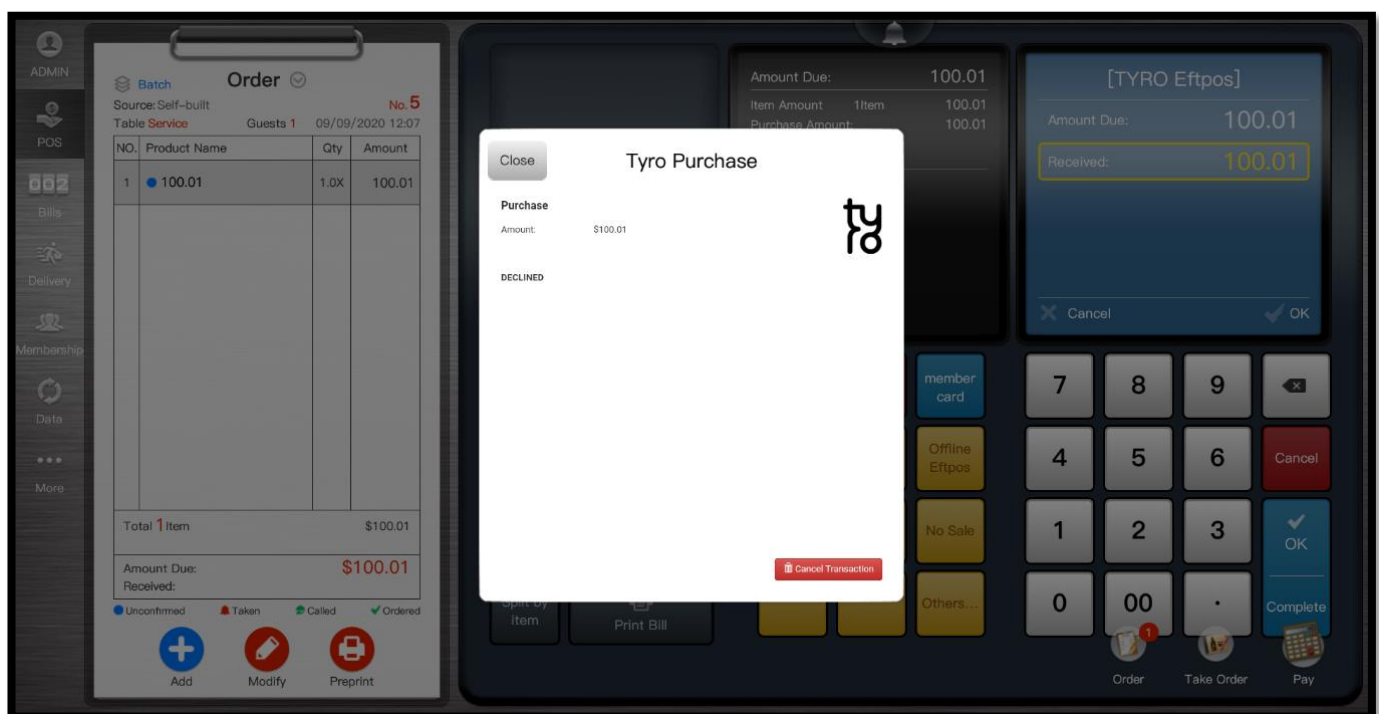 ADMIN
POS
002
Bills
Delivery
Membership
Data
More
Batch
Order
Source: Self-built
No. 5
Table Service
Guests 1
09/09/2020 12:07
NO.
Product Name
Qty
Amount
1
100.01
1.0X
100.01
Total 1 Item
$100.01
Amount Due:
$100.01
Received:
Unconfirmed
Taken
Called
Ordered
Add
Modify
Preprint
Amount Due:
100.01
Item Amount
1Item
100.01
Purchase Amount:
100.01
Close
Tyro Purchase
Purchase
Amount:
$100.01
tyro
DECLINED
Cancel Transaction
member
card
Offline
Eftpos
No Sale
Others...
Split by
item
Print Bill
[TYRO Eftpos]
Amount Due:
100.01
Received:
100.01
Cancel
OK
7
8
9
4
5
6
Cancel
1
2
3
OK
0
00
.
Complete
1
Order
Take Order
Pay